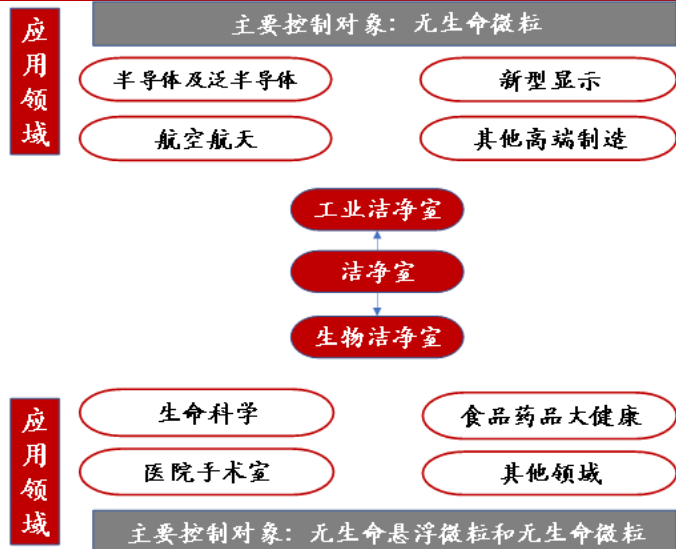 应用领域
主要控制对象：无生命微粒
半导体及泛半导体
新型显示
航空航天
其他高端制造
工业洁净室
洁净室
生物洁净室
应用领域
生命科学
食品药品大健康
医院手术室
其他领域
主要控制对象：无生命悬浮微粒和无生命微粒